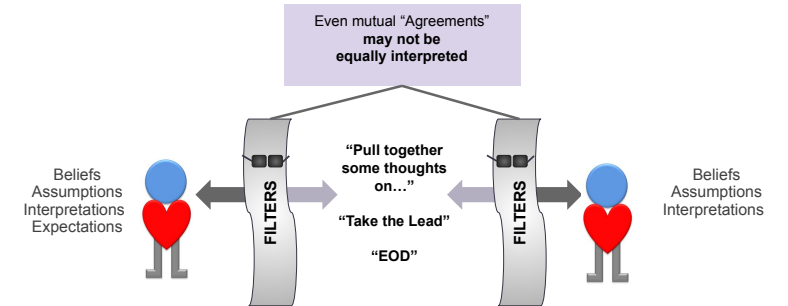 Even mutual “Agreements”
may not be
equally interpreted
Beliefs
Assumptions
Interpretations
Expectations
FILTERS
“Pull together
some thoughts
on…”
“Take the Lead”
“EOD”
FILTERS
Beliefs
Assumptions
Interpretations